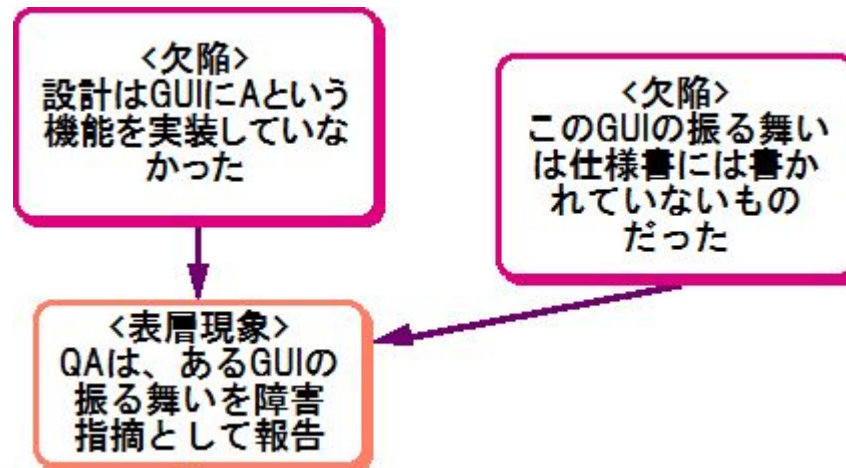 <欠陥>
設計はGUIにAという
機能を実装していな
かった
<欠陥>
このGUIの振る舞い
は仕様書には書か
れていないもの
だった
<表層現象>
QAは、あるGUIの
振る舞いを障害
指摘として報告